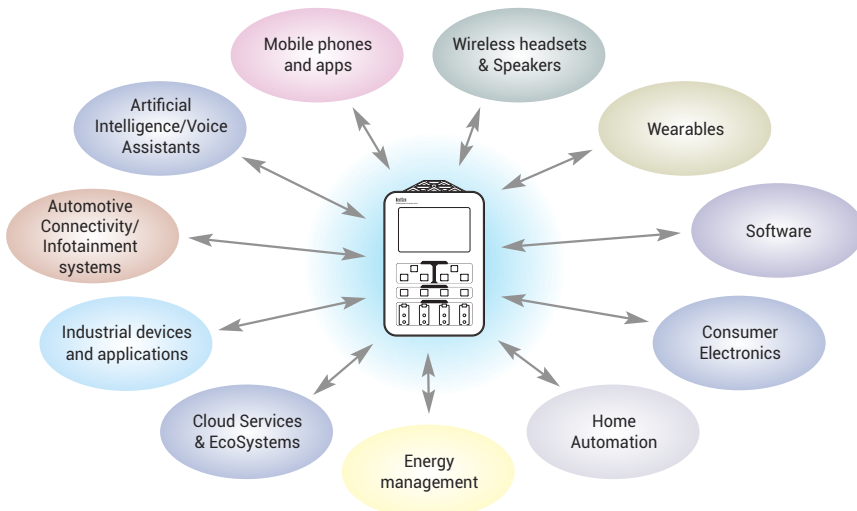 Mobile phones
and apps
Wireless headsets
& Speakers
Artificial
Intelligence/Voice
Assistants
Wearables
Automotive
Connectivity/
Infotainment
systems
Software
Industrial devices
and applications
Consumer
Electronics
Cloud Services
& EcoSystems
Home
Automation
Energy
management